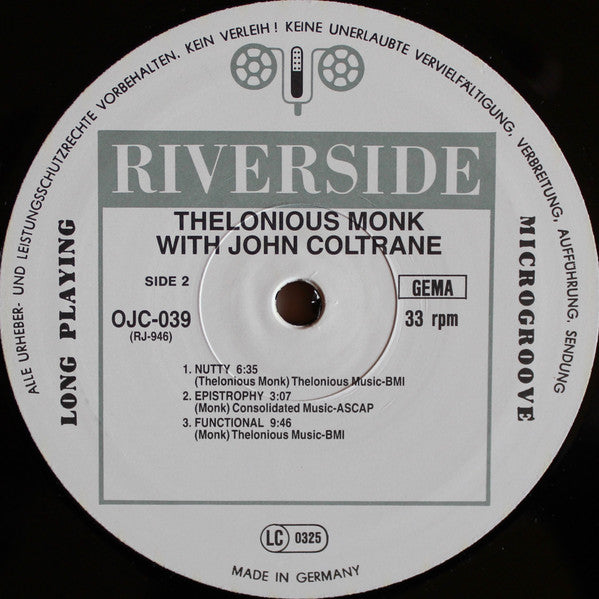 ALLE URHEBER- UND LEISTUNGSSCHUTZRECHTE VORBEHALTEN. KEIN VERLEIH! KEINE UNERLAUBTE VERVIELFÄLTIGUNG, VERBREITUNG, AUFFÜHRUNG, SENDUNG
RIVERSIDE
THELONIOUS MONK
WITH JOHN COLTRANE
LONG PLAYING
MICROGROOVE
SIDE 2
GEMA
OJC-039
33 rpm
(RJ-946)
1. NUTTY 6:35
(Thelonious Monk) Thelonious Music-BMI
2. EPISTROPHY 3:07
(Monk) Consolidated Music-ASCAP
3. FUNCTIONAL 9:46
(Monk) Thelonious Music-BMI
LC 0325
MADE IN GERMANY